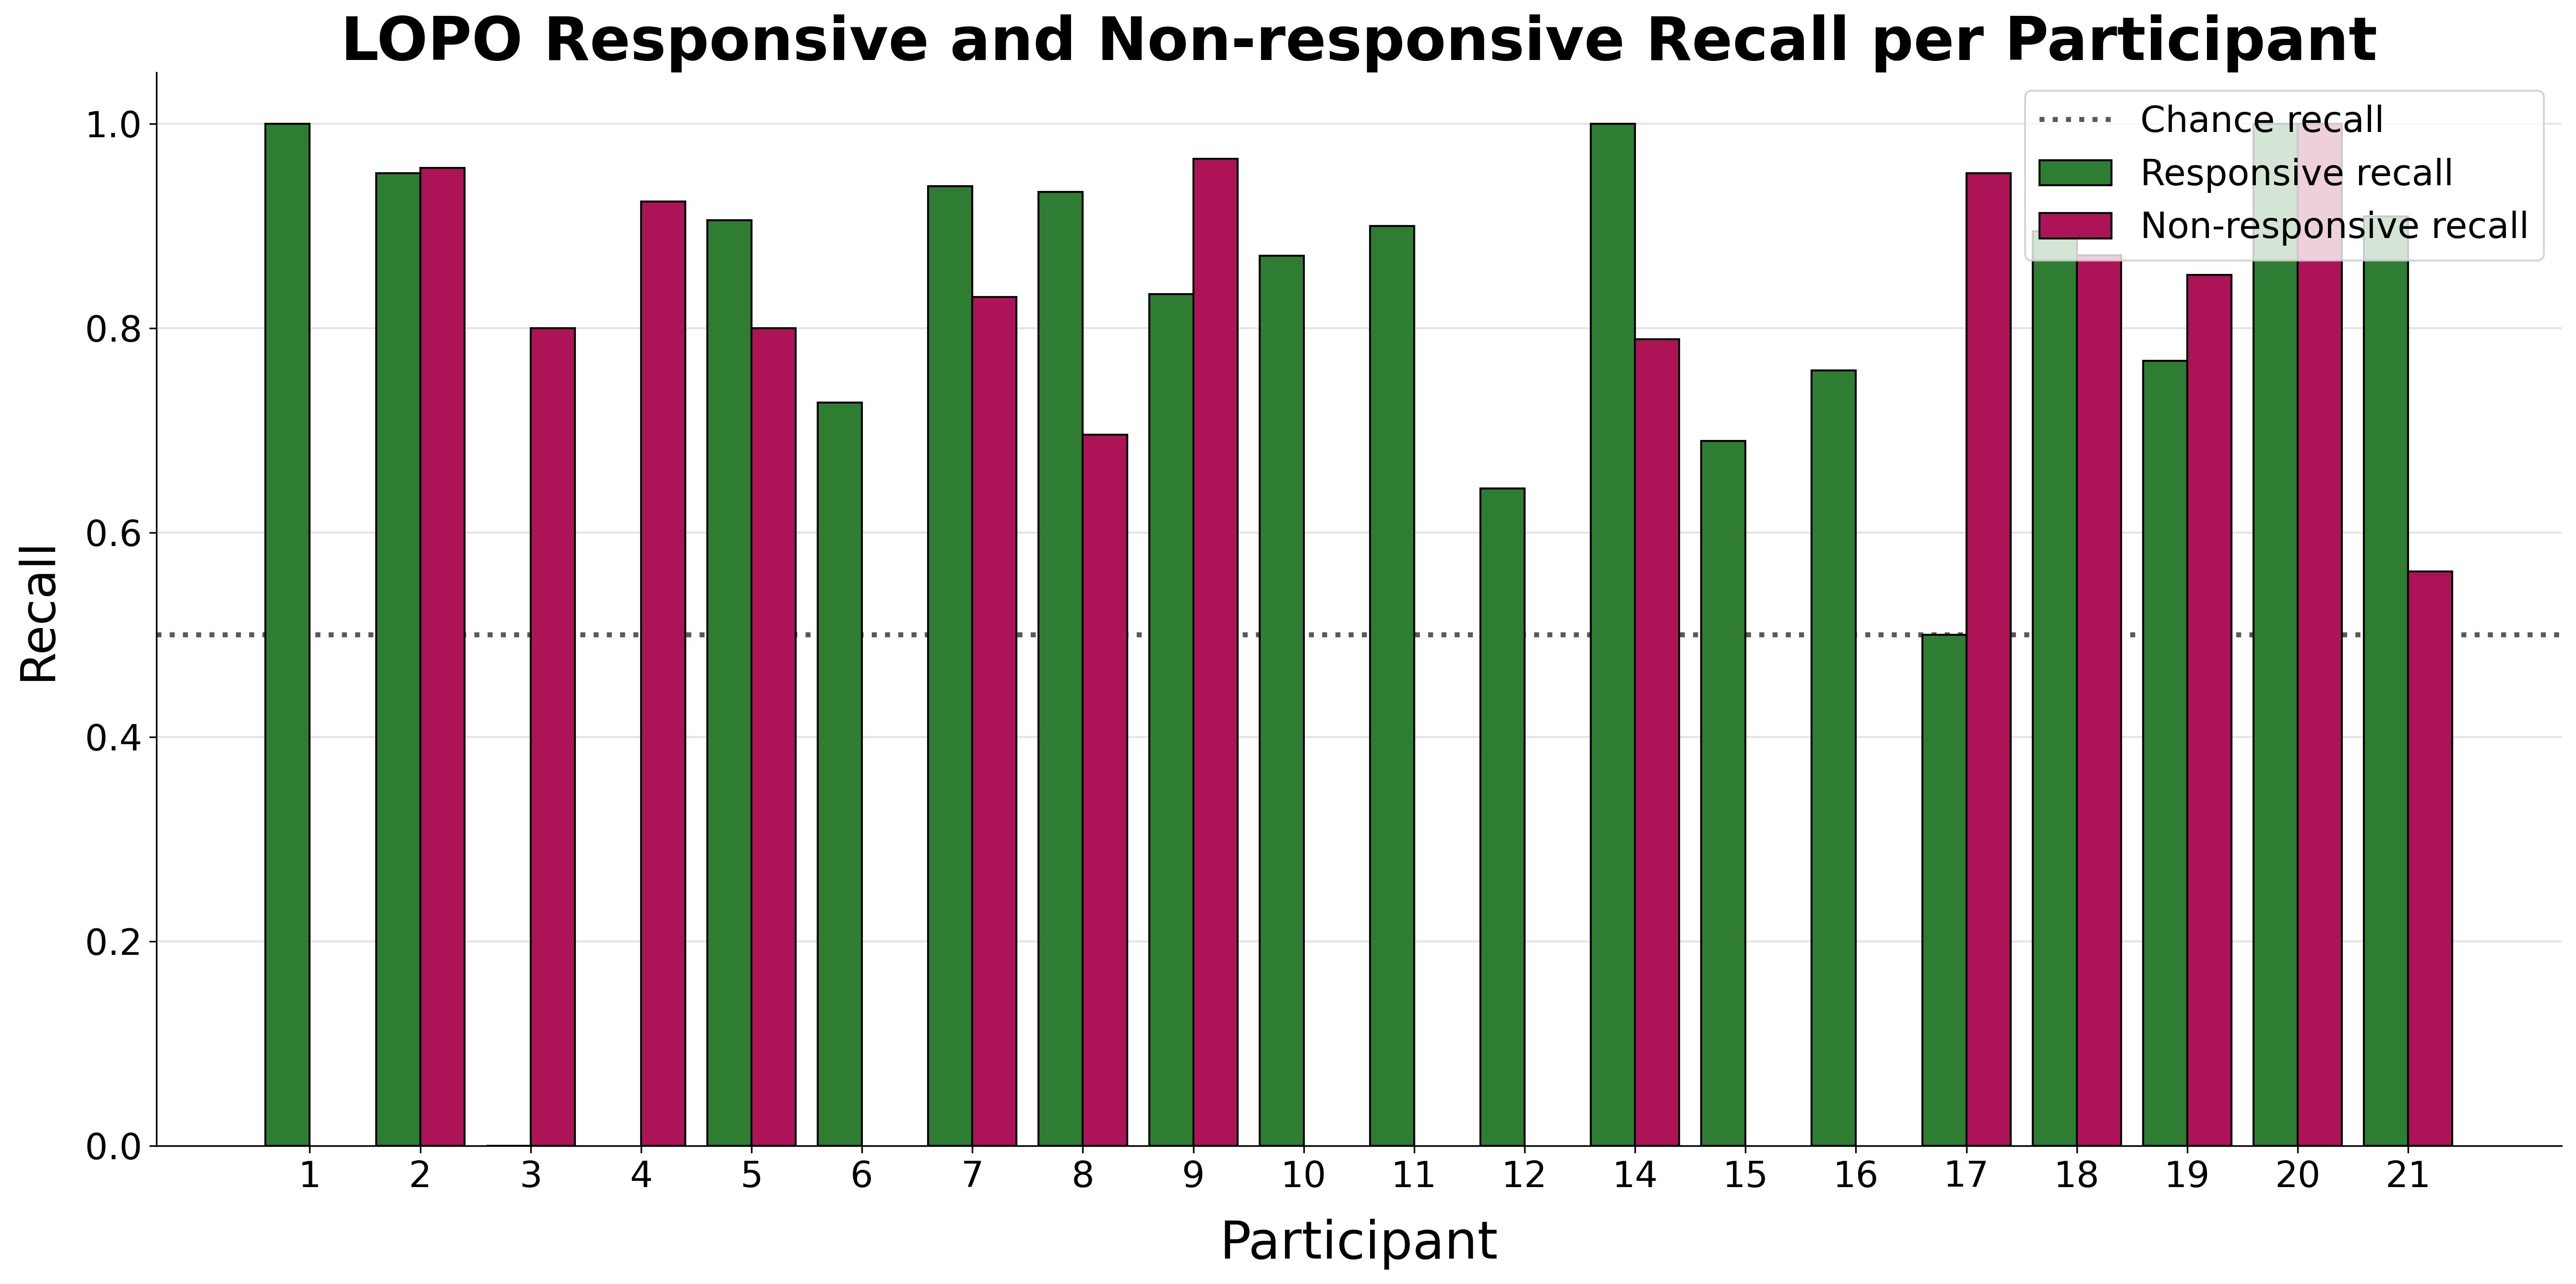 LOPO Responsive and Non-responsive Recall per Participant
Chance recall
Responsive recall
Non-responsive recall
1.0
0.8
0.6
0.4
0.2
0.0
Recall
1 2 3 4 5 6 7 8 9 10 11 12 14 15 16 17 18 19 20 21
Participant